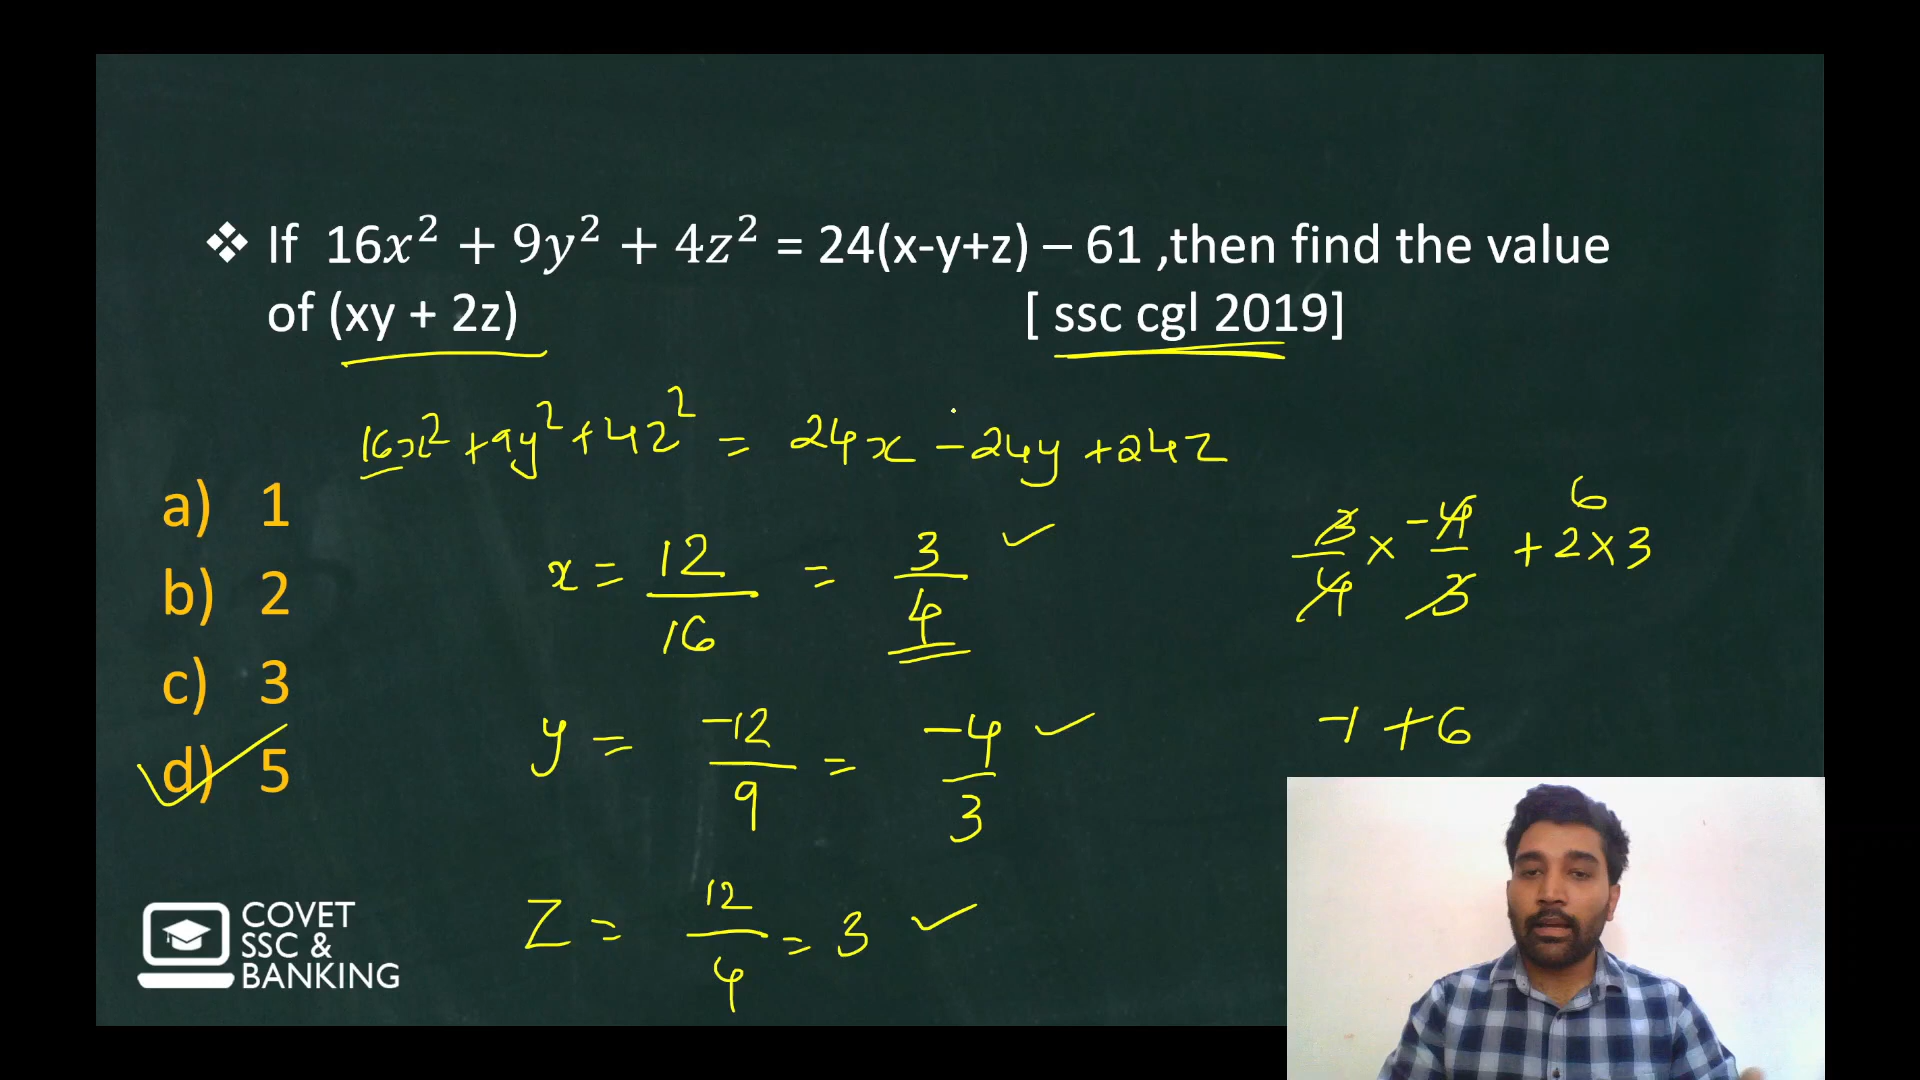 ❖ If 16x² + 9y² + 4z² = 24(x-y+z) – 61 ,then find the value
of (xy + 2z) [ ssc cgl 2019]
16x² + 9y² + 4z² = 24x - 24y + 24z
a) 1
b) 2
c) 3
d) 5
x = 12/16 = 3/4 ✓
y = -12/9 = -4/3 ✓
Z = 12/4 = 3 ✓
6
3/4 × -4/3 + 2×3
-1 + 6
COVET
SSC &
BANKING